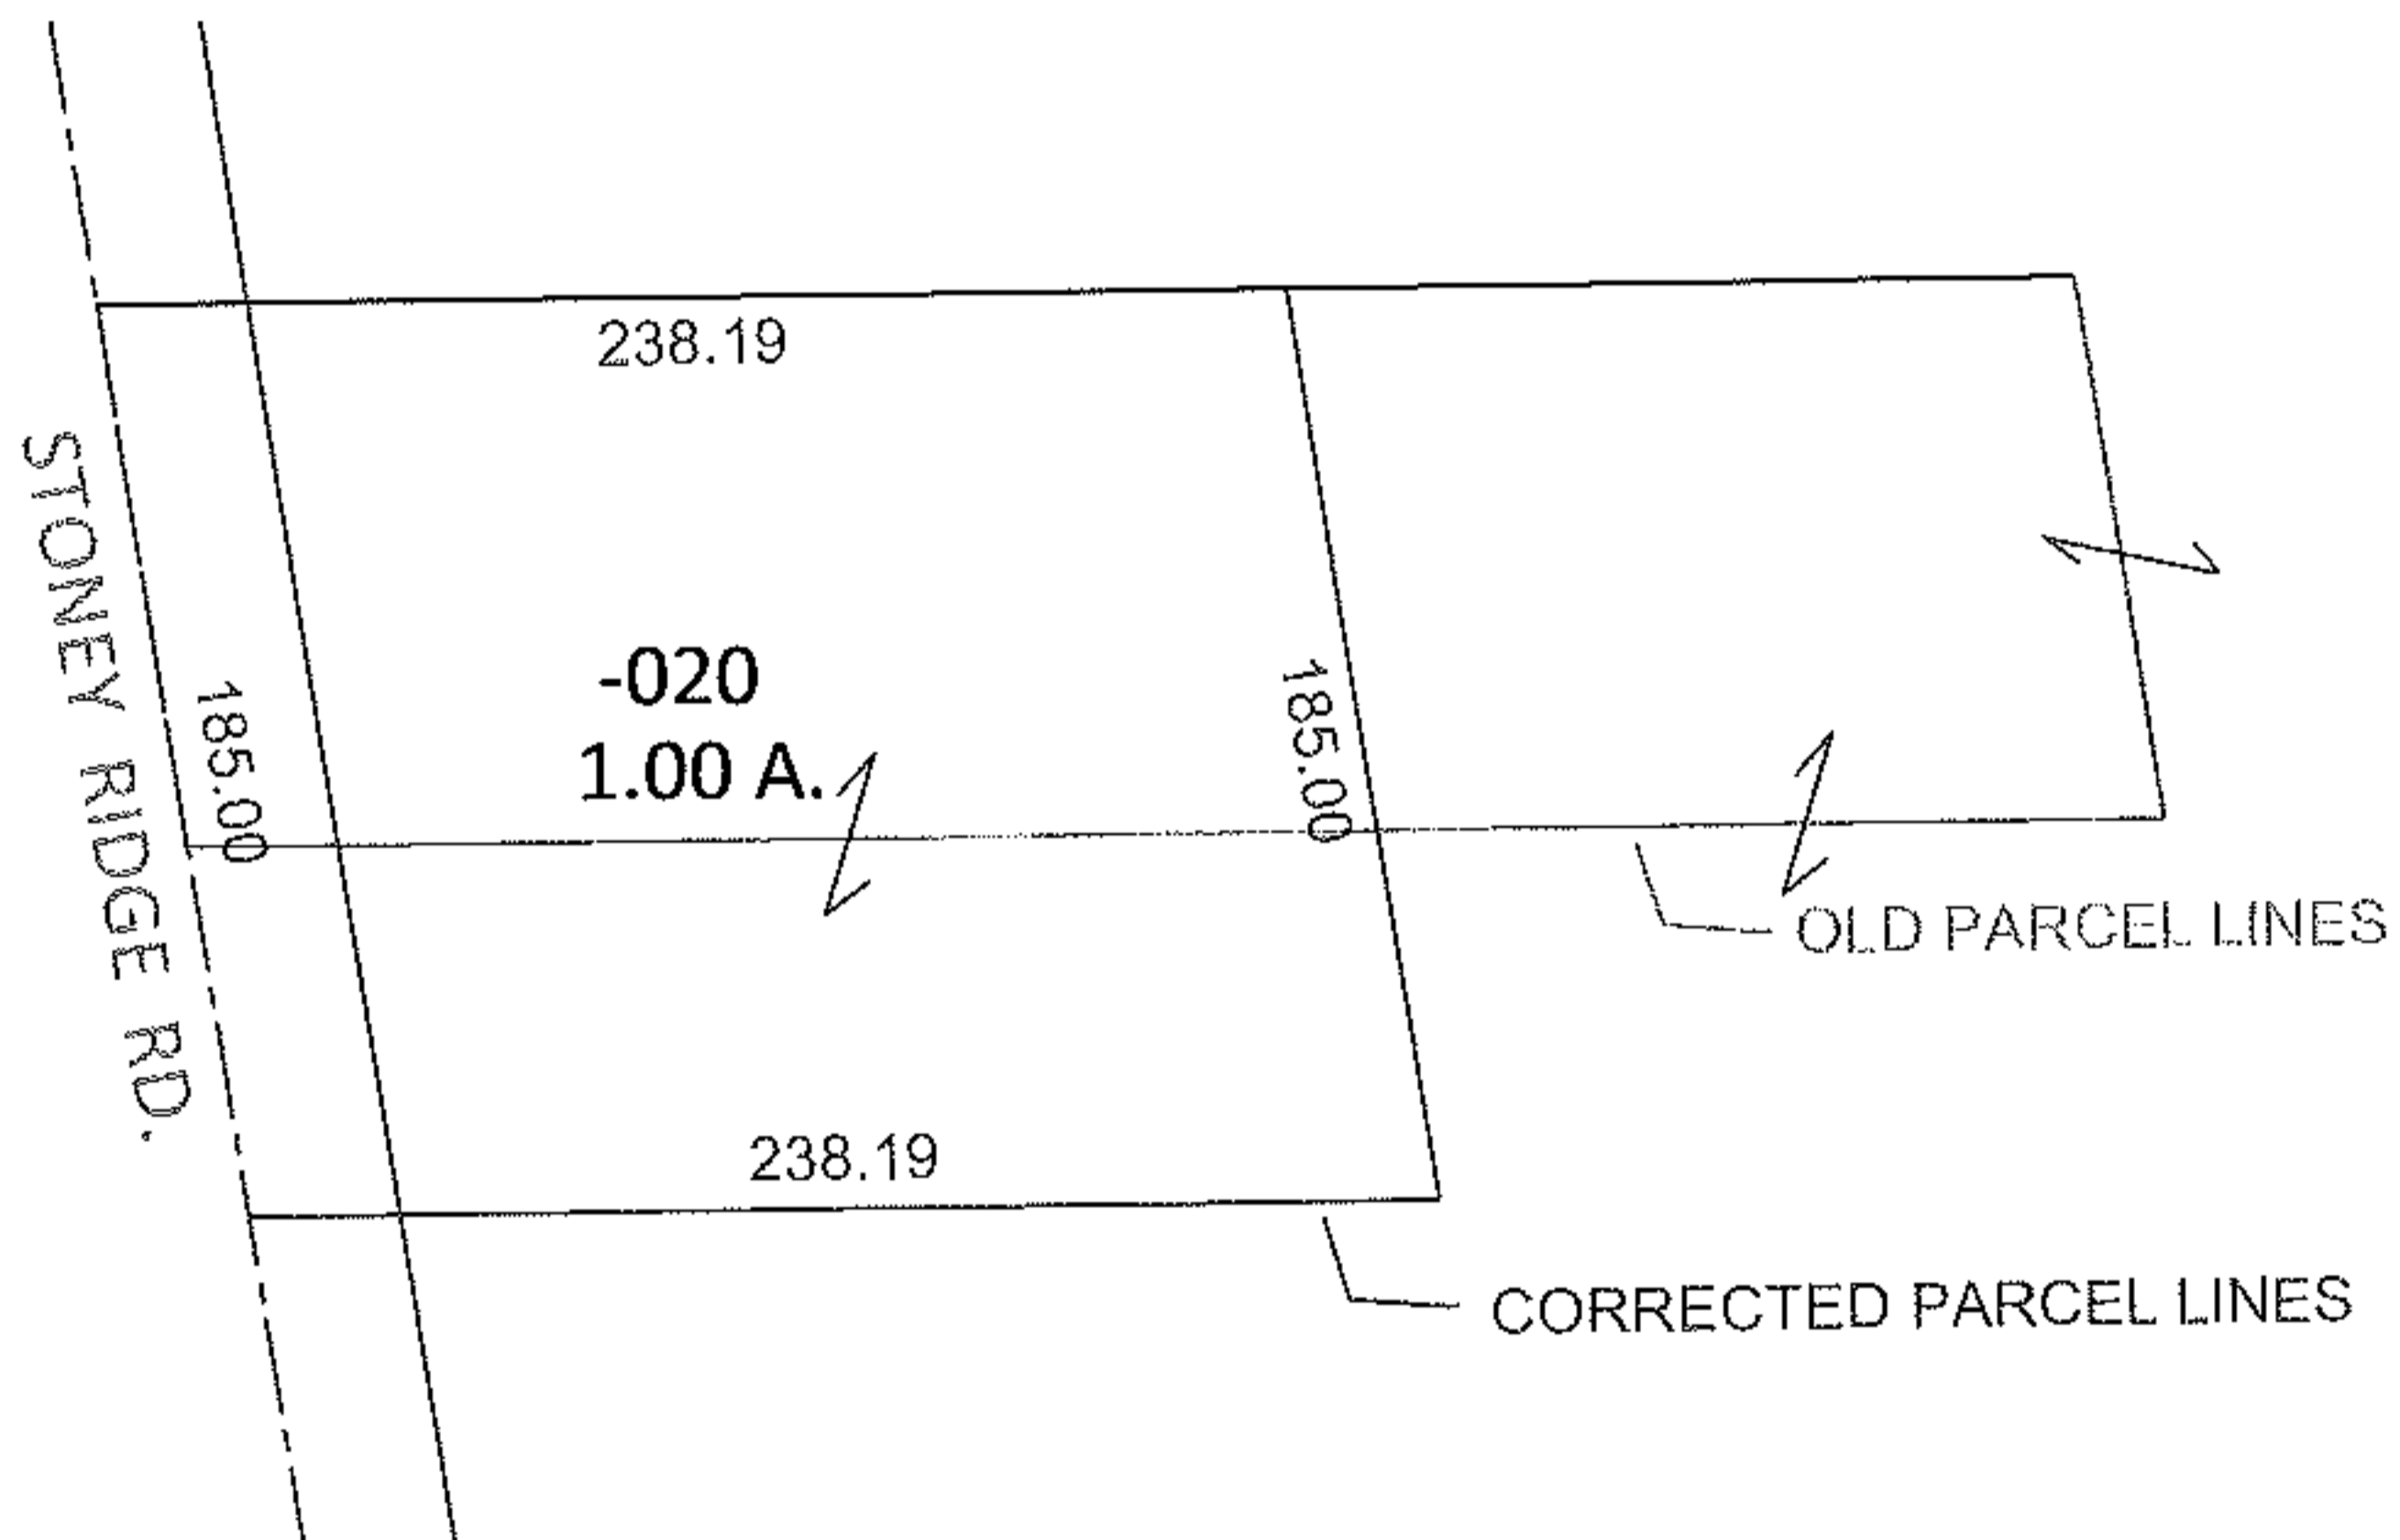 238.19
STONEY RIDGE RD.
185.00
-020
1.00 A.
185.00
OLD PARCEL LINES
238.19
CORRECTED PARCEL LINES